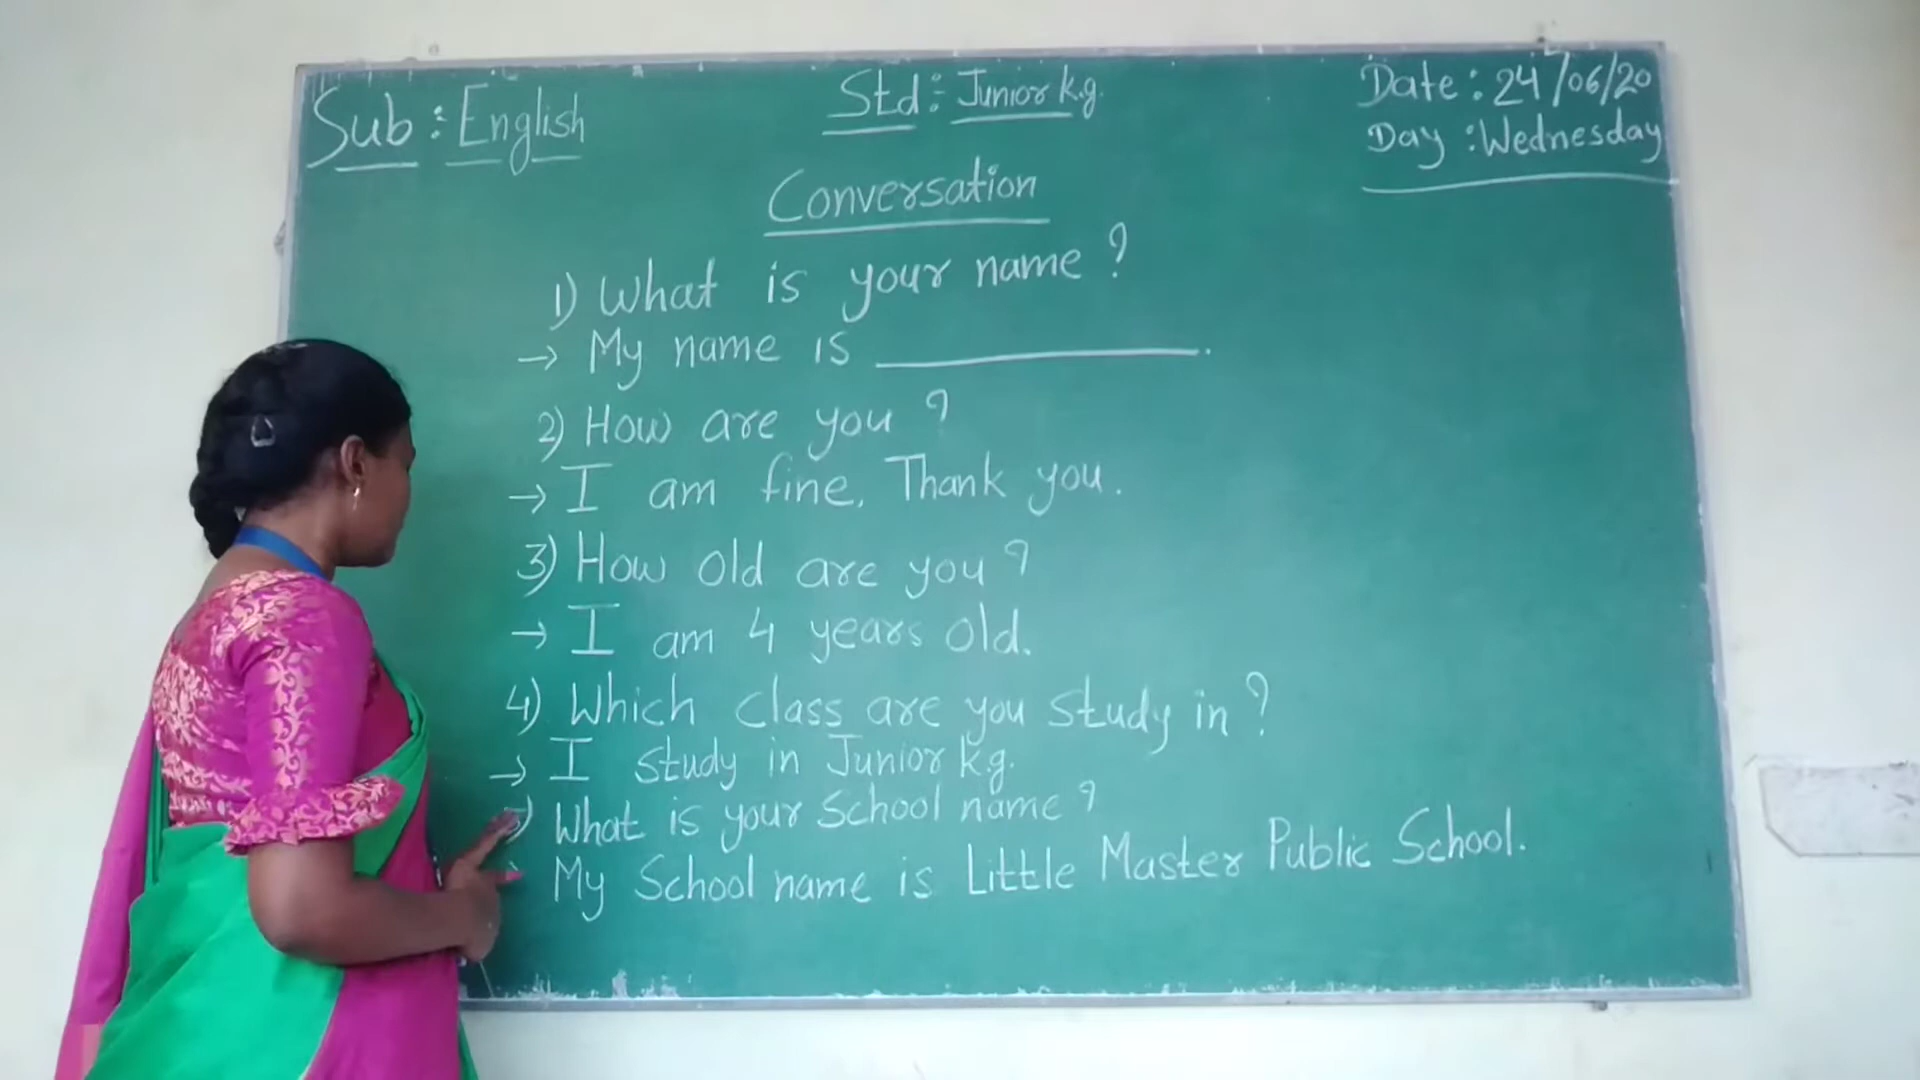 Sub: English
Std: Junior k.g.
Date: 24/06/20
Day: Wednesday
Conversation
1) What is your name?
→ My name is __________.
2) How are you?
→ I am fine, Thank you.
3) How old are you?
→ I am 4 years old.
4) Which class are you study in?
→ I study in Junior k.g.
5) What is your School name?
My School name is Little Master Public School.